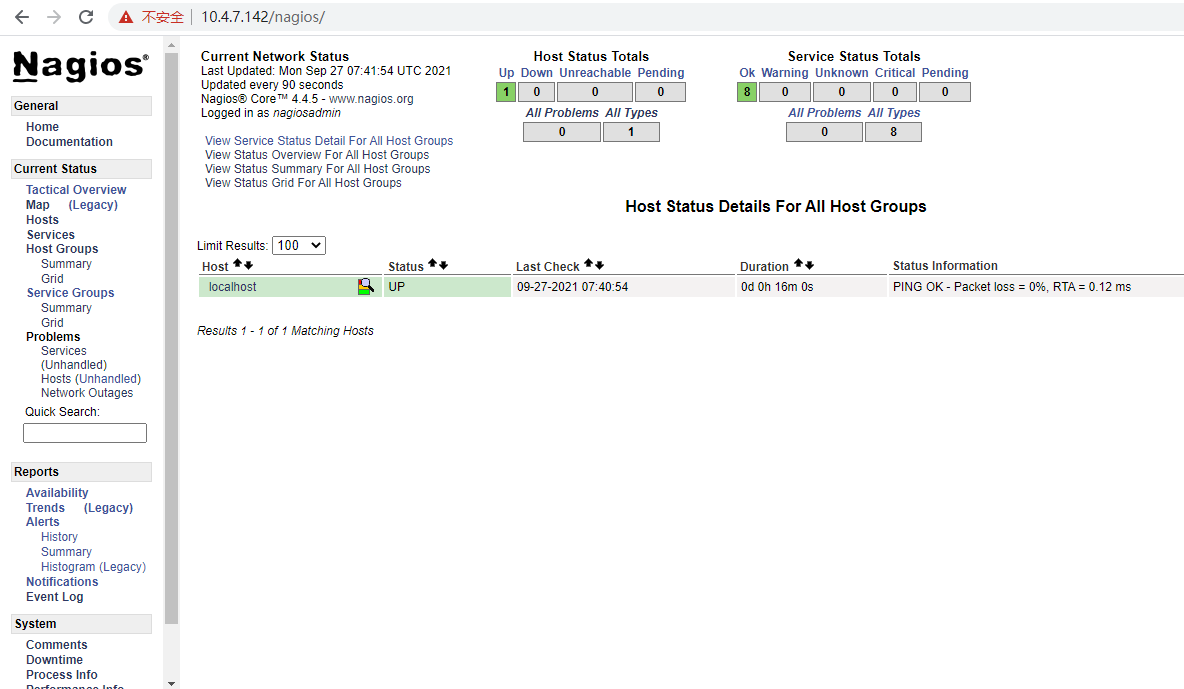 不安全 10.4.7.142/nagios/
Nagios®
General
Home
Documentation
Current Status
Tactical Overview
Map (Legacy)
Hosts
Services
Host Groups
Summary
Grid
Service Groups
Summary
Grid
Problems
Services
(Unhandled)
Hosts (Unhandled)
Network Outages
Quick Search:
Reports
Availability
Trends (Legacy)
Alerts
History
Summary
Histogram (Legacy)
Notifications
Event Log
System
Comments
Downtime
Process Info
Performance Info
Current Network Status
Last Updated: Mon Sep 27 07:41:54 UTC 2021
Updated every 90 seconds
Nagios® Core™ 4.4.5 - www.nagios.org
Logged in as nagiosadmin
View Service Status Detail For All Host Groups
View Status Overview For All Host Groups
View Status Summary For All Host Groups
View Status Grid For All Host Groups
Host Status Totals
Up Down Unreachable Pending
1 0 0 0
All Problems All Types
0 1
Service Status Totals
Ok Warning Unknown Critical Pending
8 0 0 0 0
All Problems All Types
0 8
Host Status Details For All Host Groups
Limit Results: 100
Host Status Last Check Duration Status Information
localhost UP 09-27-2021 07:40:54 0d 0h 16m 0s PING OK - Packet loss = 0%, RTA = 0.12 ms
Results 1 - 1 of 1 Matching Hosts